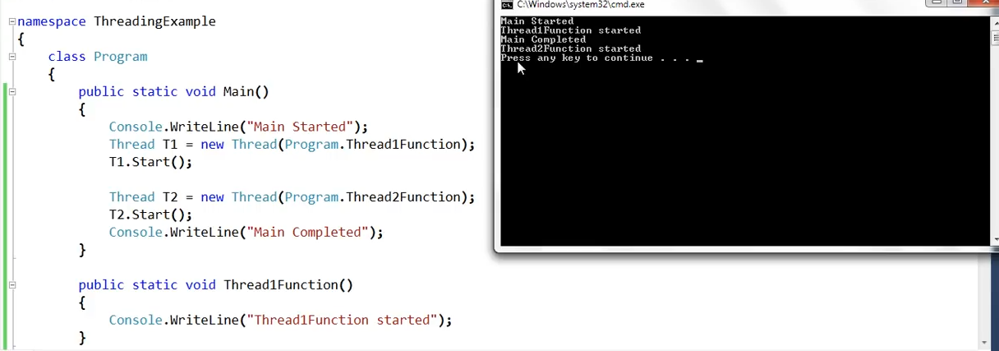 namespace ThreadingExample
{
class Program
{
public static void Main()
{
Console.WriteLine("Main Started");
Thread T1 = new Thread(Program.Thread1Function);
T1.Start();
Thread T2 = new Thread(Program.Thread2Function);
T2.Start();
Console.WriteLine("Main Completed");
}
public static void Thread1Function()
{
Console.WriteLine("Thread1Function started");
}
C:\Windows\system32\cmd.exe
Main Started
Thread1Function started
Main Completed
Thread2Function started
Press any key to continue . . . _